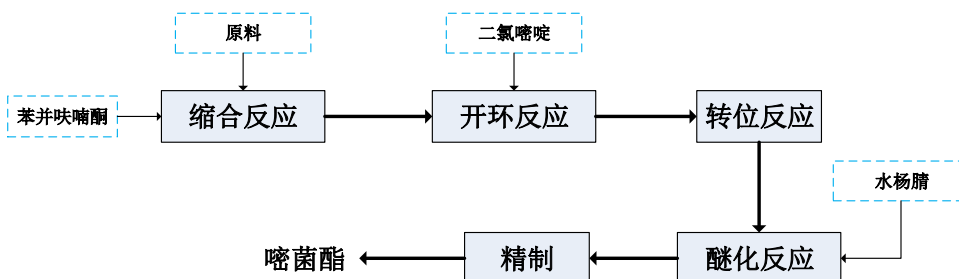 原料
二氯嘧啶
苯并呋喃酮
缩合反应
开环反应
转位反应
水杨腈
嘧菌酯
精制
醚化反应